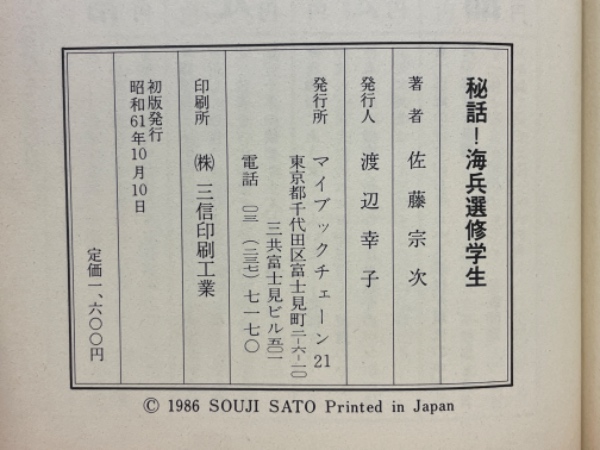 秘話!海兵選修学生
著者 佐藤宗次
発行人 渡辺幸子
発行所 マイブックチェーン21
東京都千代田区富士見町二-六-一〇
三共富士見ビル五〇一
電話 〇三(二三七)七一七〇
印刷所 ㈱三信印刷工業
初版発行
昭和61年10月10日
定価一、六〇〇円
© 1986 SOUJI SATO Printed in Japan